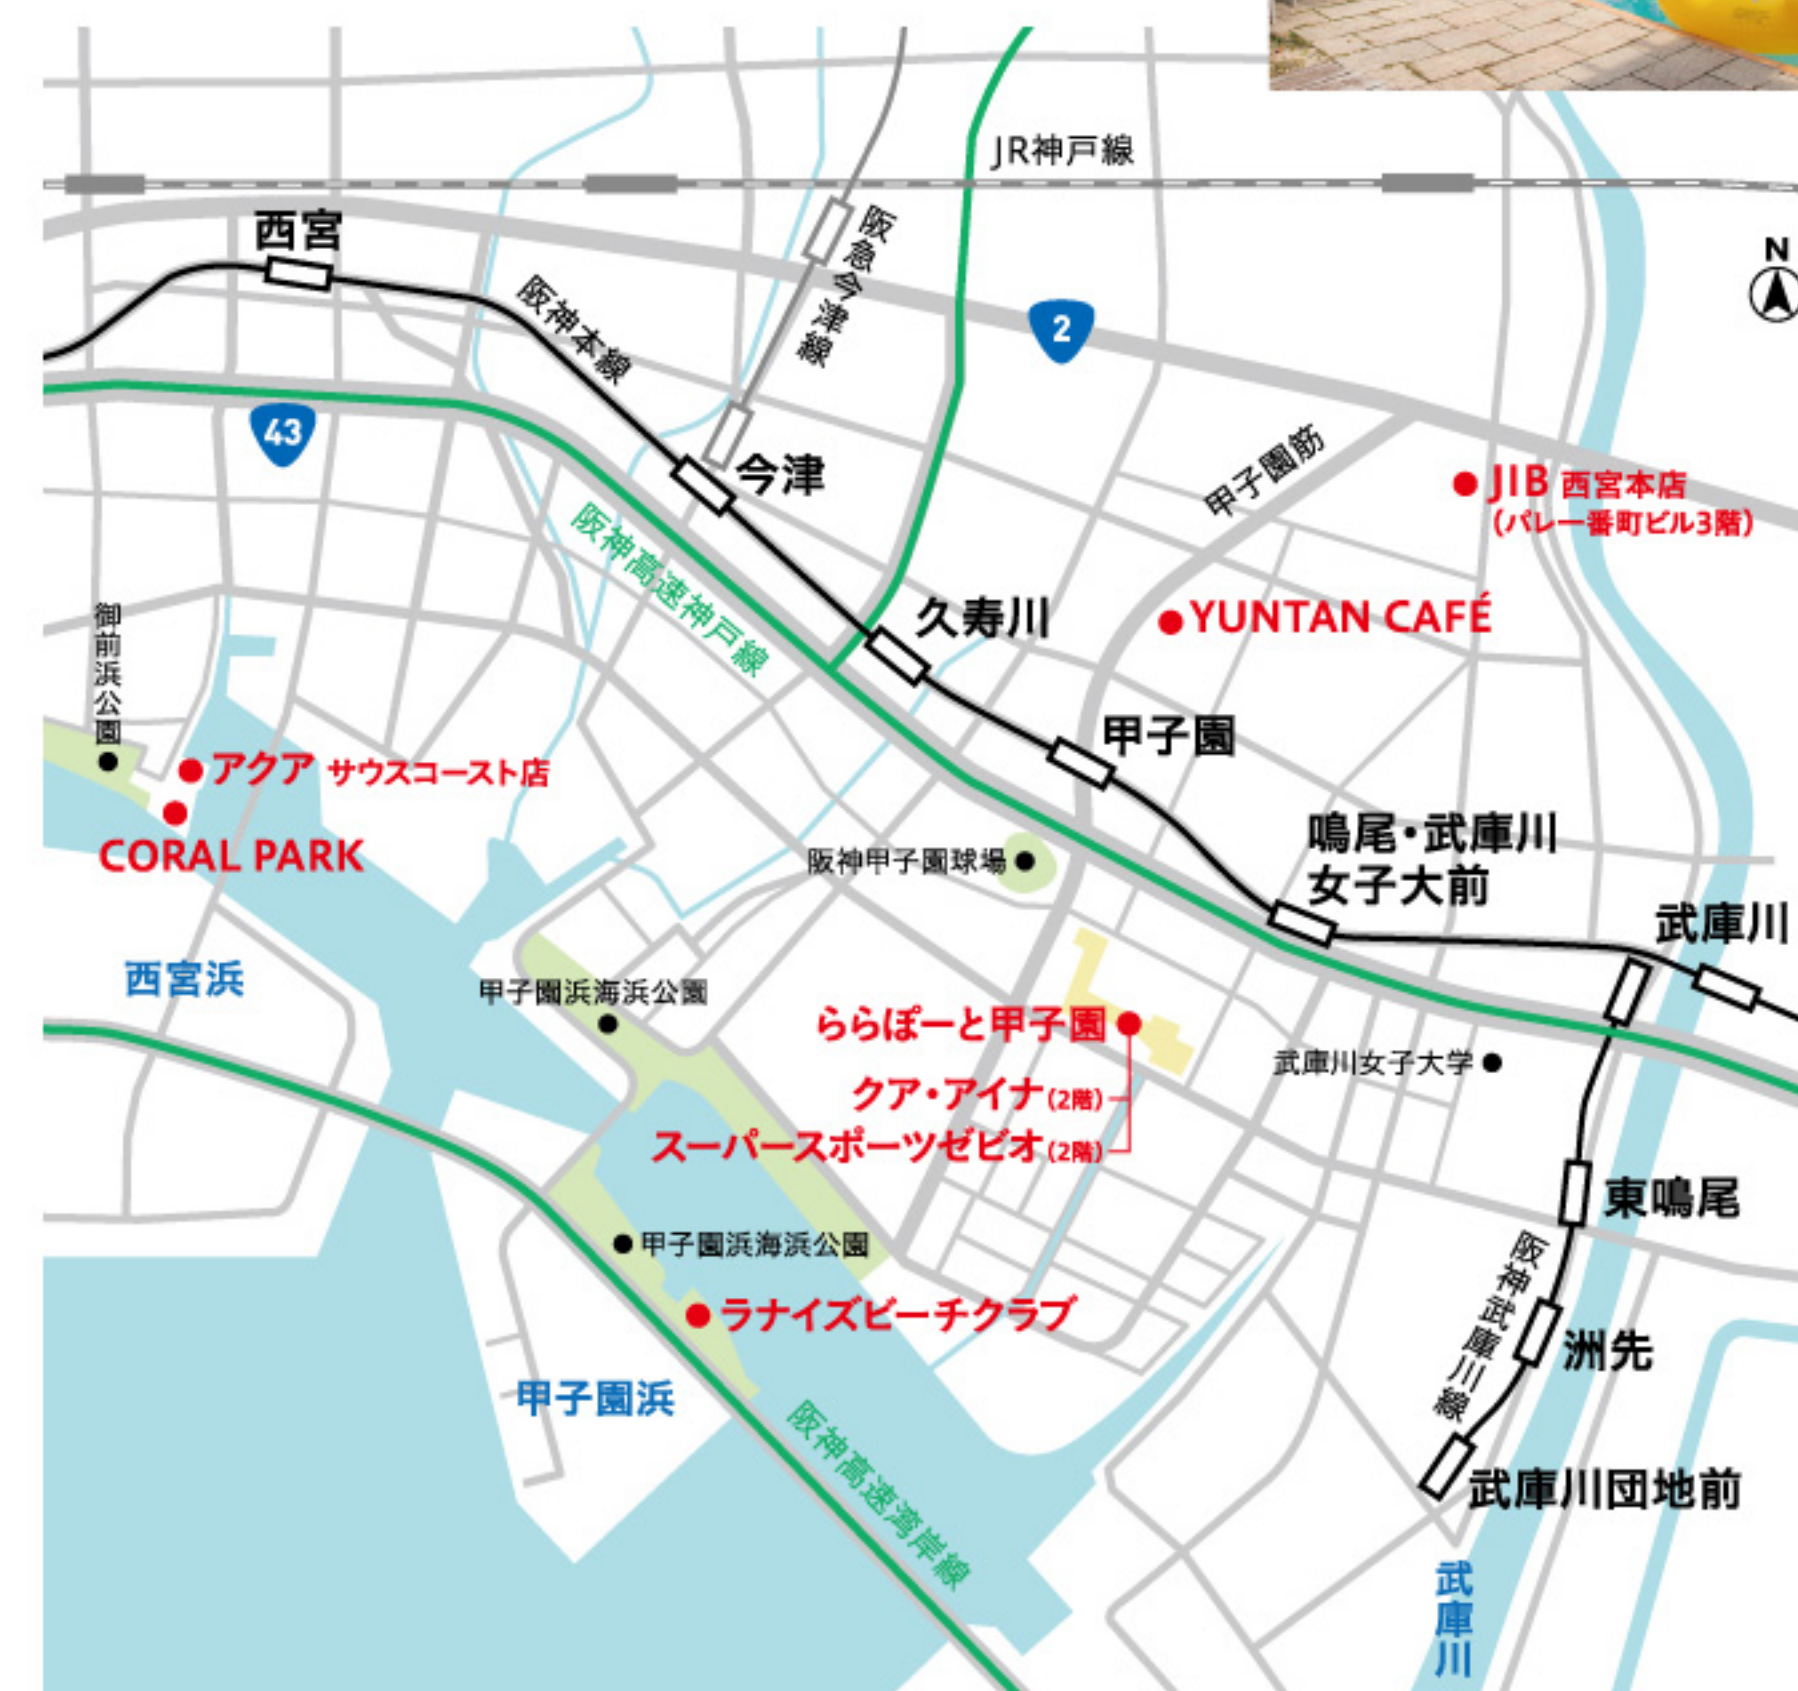 JR神戸線
西宮
阪急今津線
N
阪神本線
2
43
甲子園筋
今津
JIB 西宮本店
(パレ一番町ビル3階)
阪神高速神戸線
久寿川
YUNTAN CAFÉ
御前浜公園
甲子園
アクア サウスコースト店
CORAL PARK
鳴尾・武庫川
女子大前
阪神甲子園球場
武庫川
西宮浜
甲子園浜海浜公園
ららぽーと甲子園
武庫川女子大学
クア・アイナ(2階)
スーパースポーツゼビオ(2階)
東鳴尾
甲子園浜海浜公園
阪神武庫川線
ラナイズビーチクラブ
洲先
甲子園浜
阪神高速湾岸線
武庫川団地前
武庫川